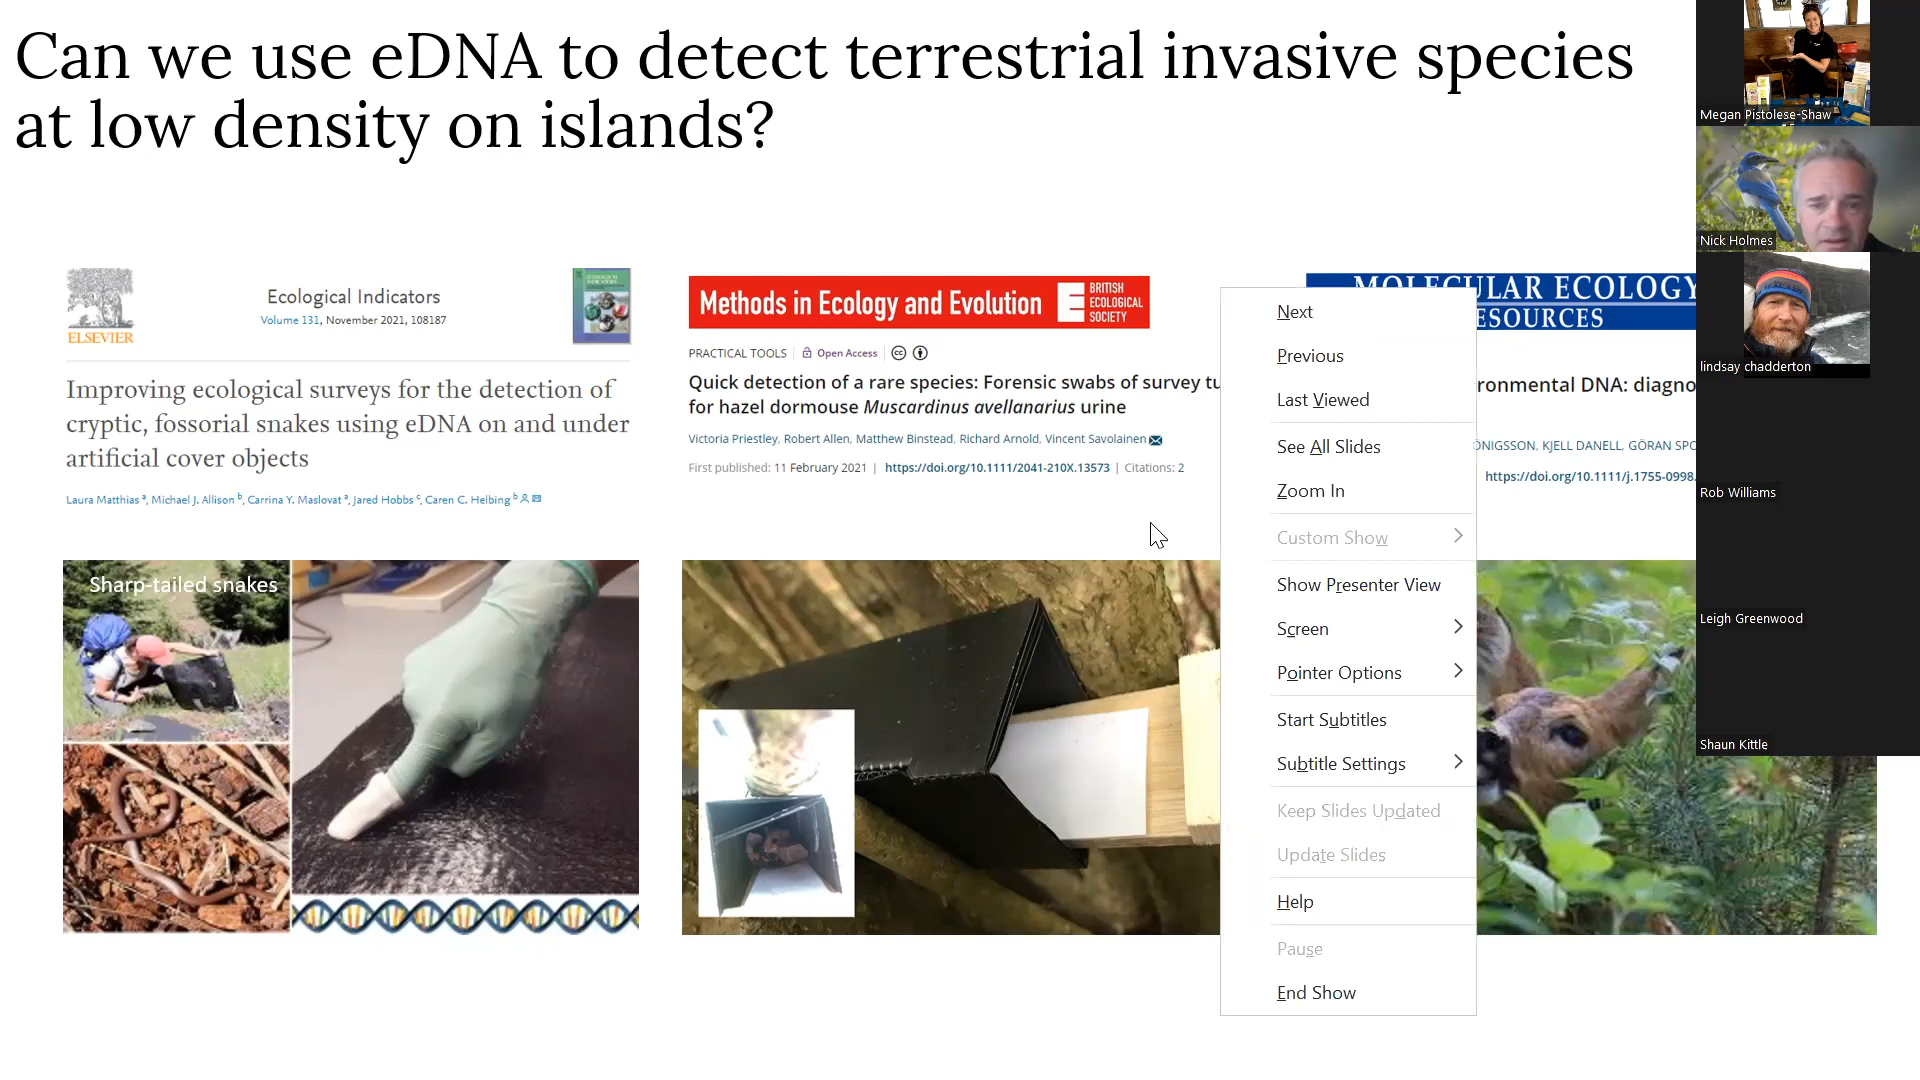 Can we use eDNA to detect terrestrial invasive species
at low density on islands?
ELSEVIER
Ecological Indicators
Volume 131, November 2021, 108187
Improving ecological surveys for the detection of
cryptic, fossorial snakes using eDNA on and under
artificial cover objects
Laura Matthias a, Michael J. Allison b, Carrina Y. Maslovat a, Jared Hobbs c, Caren C. Helbing b
Sharp-tailed snakes
Methods in Ecology and Evolution
BRITISH
ECOLOGICAL
SOCIETY
PRACTICAL TOOLS
Open Access
Quick detection of a rare species: Forensic swabs of survey tu
for hazel dormouse Muscardinus avellanarius urine
Victoria Priestley, Robert Allen, Matthew Binstead, Richard Arnold, Vincent Savolainen
First published: 11 February 2021 | https://doi.org/10.1111/2041-210X.13573 | Citations: 2
MOLECULAR ECOLOGY
ESOURCES
ronmental DNA: diagno
ÖNIGSSON, KJELL DANELL, GÖRAN SPO
https://doi.org/10.1111/j.1755-0998.
Next
Previous
Last Viewed
See All Slides
Zoom In
Custom Show
Show Presenter View
Screen
Pointer Options
Start Subtitles
Subtitle Settings
Keep Slides Updated
Update Slides
Help
Pause
End Show
Megan Pistolese-Shaw
Nick Holmes
lindsay chadderton
Rob Williams
Leigh Greenwood
Shaun Kittle